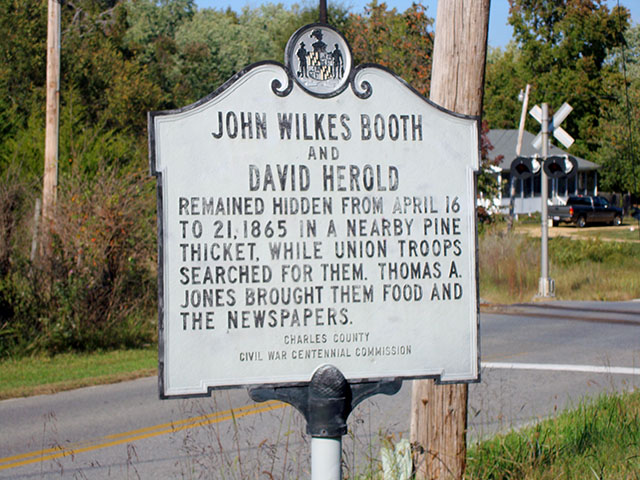 JOHN WILKES BOOTH
AND
DAVID HEROLD
REMAINED HIDDEN FROM APRIL 16
TO 21, 1865 IN A NEARBY PINE
THICKET, WHILE UNION TROOPS
SEARCHED FOR THEM. THOMAS A.
JONES BROUGHT THEM FOOD AND
THE NEWSPAPERS.
CHARLES COUNTY
CIVIL WAR CENTENNIAL COMMISSION